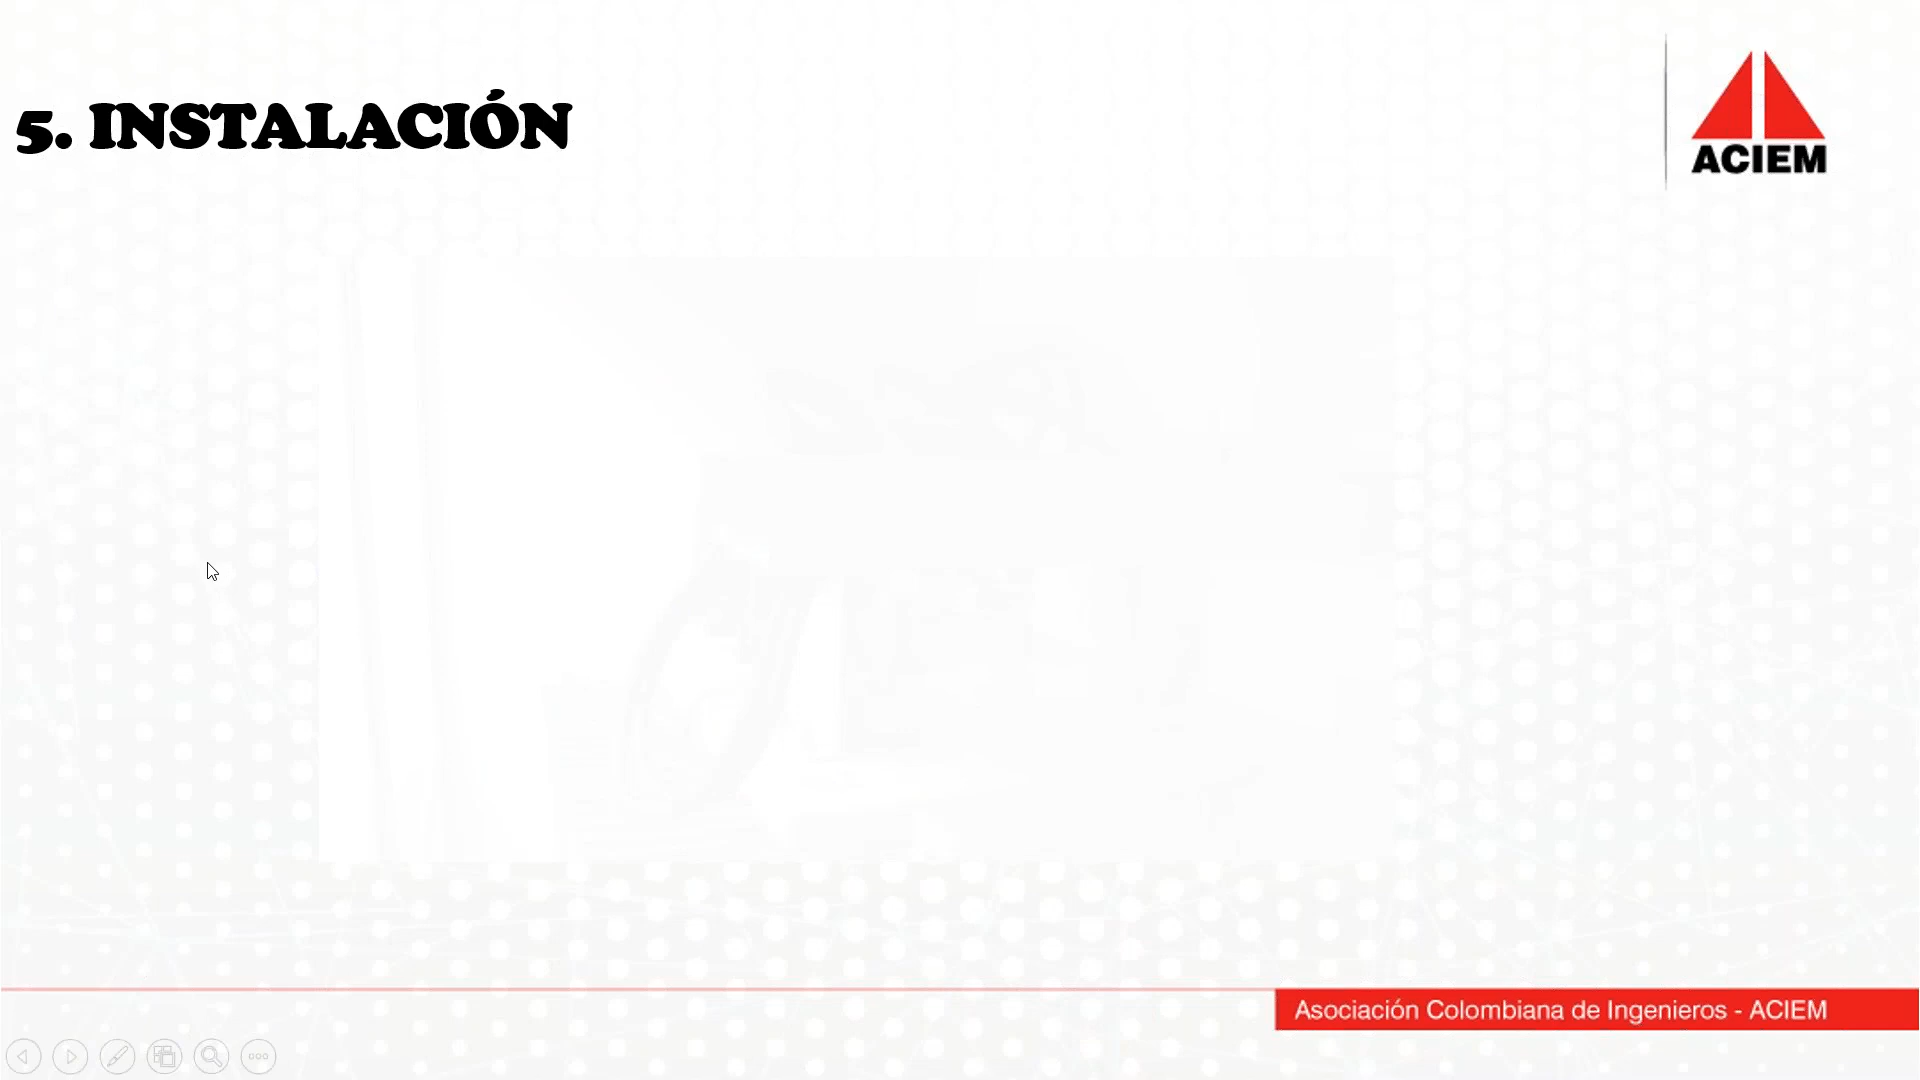 5. INSTALACIÓN
ACIEM
Asociación Colombiana de Ingenieros - ACIEM